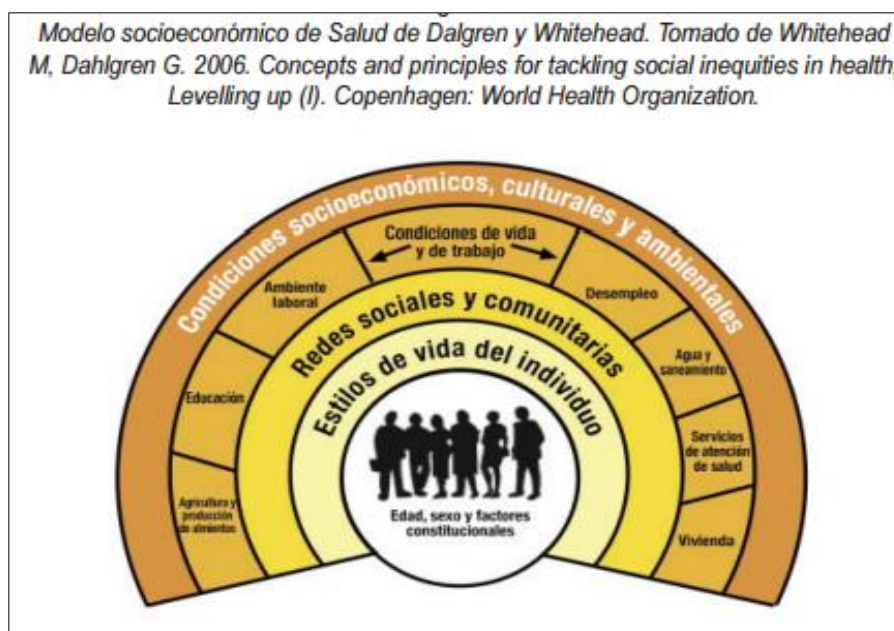 Modelo socioeconómico de Salud de Dalgren y Whitehead. Tomado de Whitehead
M, Dahlgren G. 2006. Concepts and principles for tackling social inequities in health,
Levelling up (I). Copenhagen: World Health Organization.
Condiciones socioeconómicos, culturales y ambientales
Condiciones de vida
y de trabajo
Ambiente
laboral
Desempleo
Redes sociales y comunitarias
Agua y
saneamiento
Estilos de vida del individuo
Educación
Servicios
de atención
de salud
Agricultura y
producción
de alimentos
Edad, sexo y factores
constitucionales
Vivienda